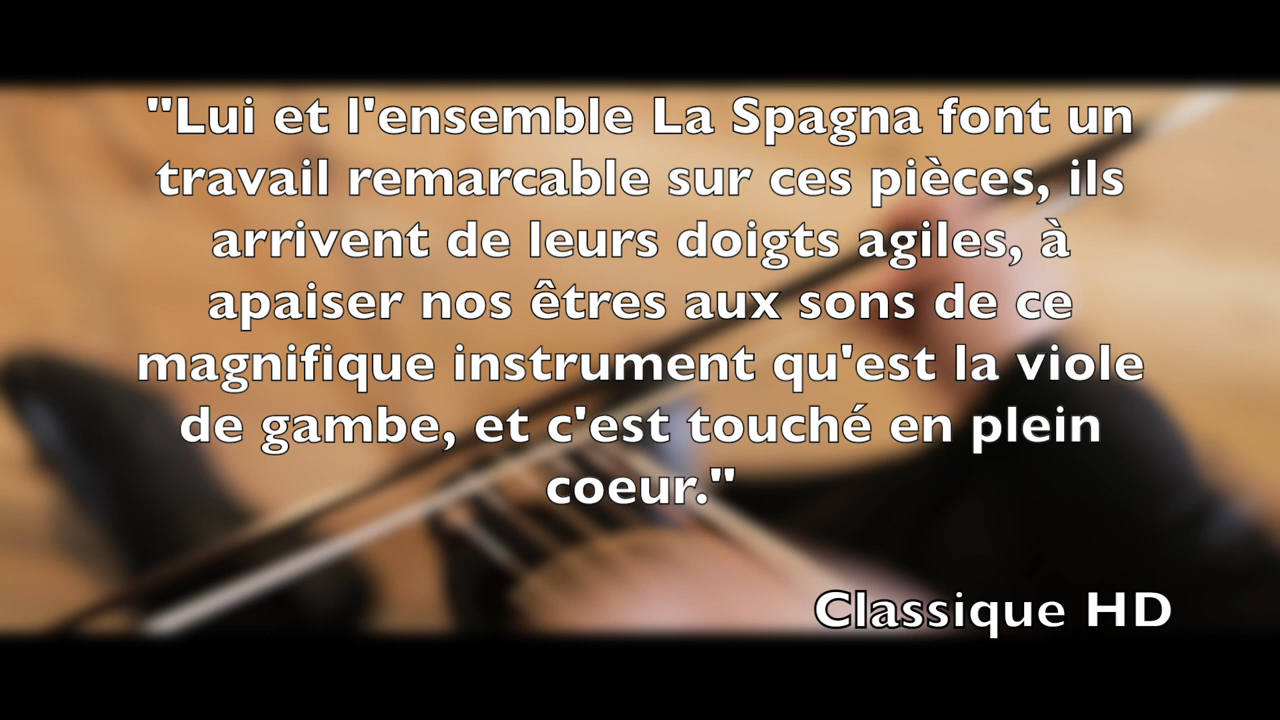 "Lui et l'ensemble La Spagna font un
travail remarcable sur ces pièces, ils
arrivent de leurs doigts agiles, à
apaiser nos êtres aux sons de ce
magnifique instrument qu'est la viole
de gambe, et c'est touché en plein
coeur."
Classique HD